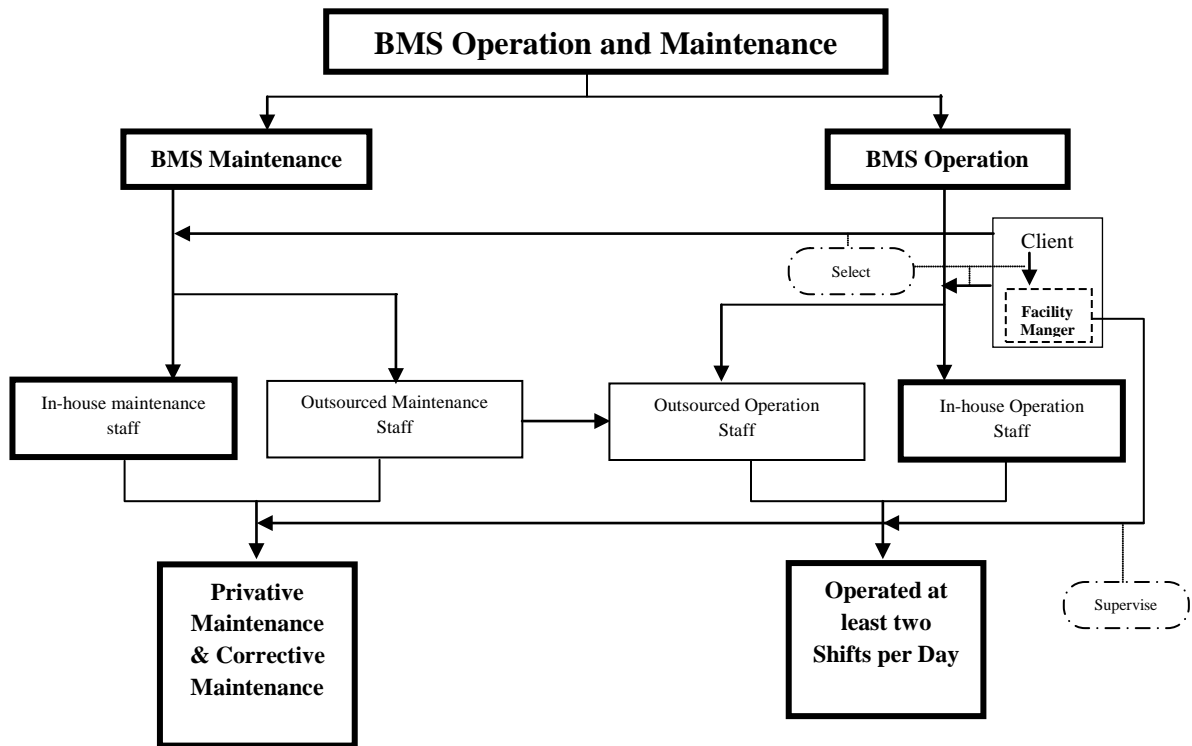 BMS Operation and Maintenance
BMS Maintenance
BMS Operation
Client
Select
Facility
Manger
In-house maintenance
staff
Outsourced Maintenance
Staff
Outsourced Operation
Staff
In-house Operation
Staff
Privative
Maintenance
& Corrective
Maintenance
Operated at
least two
Shifts per Day
Supervise